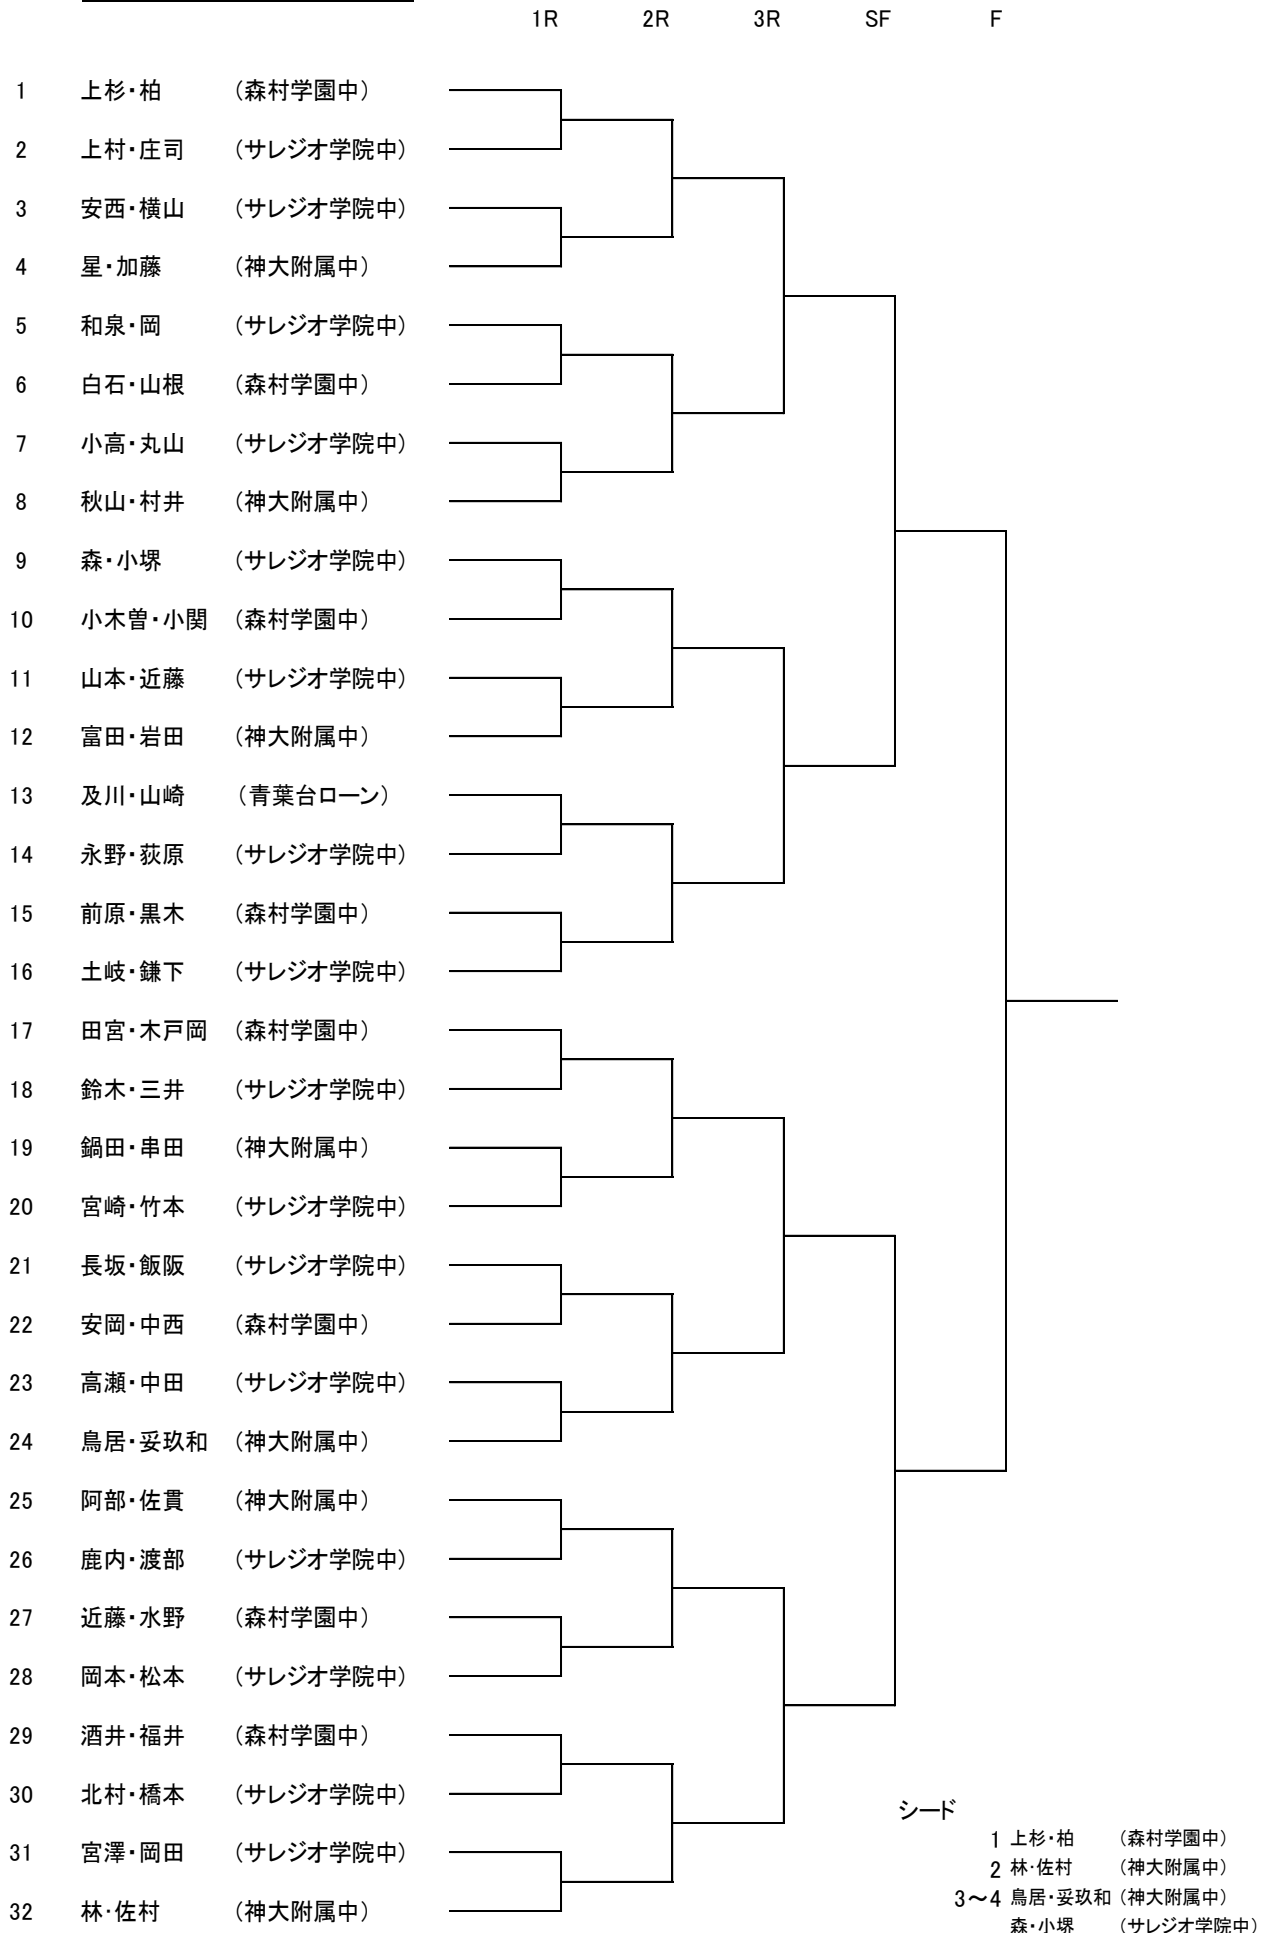 1R 2R 3R SF F
1 上杉・柏 (森村学園中)
2 上村・庄司 (サレジオ学院中)
3 安西・横山 (サレジオ学院中)
4 星・加藤 (神大附属中)
5 和泉・岡 (サレジオ学院中)
6 白石・山根 (森村学園中)
7 小高・丸山 (サレジオ学院中)
8 秋山・村井 (神大附属中)
9 森・小堺 (サレジオ学院中)
10 小木曽・小関 (森村学園中)
11 山本・近藤 (サレジオ学院中)
12 富田・岩田 (神大附属中)
13 及川・山崎 (青葉台ローン)
14 永野・荻原 (サレジオ学院中)
15 前原・黒木 (森村学園中)
16 土岐・鎌下 (サレジオ学院中)
17 田宮・木戸岡 (森村学園中)
18 鈴木・三井 (サレジオ学院中)
19 鍋田・串田 (神大附属中)
20 宮崎・竹本 (サレジオ学院中)
21 長坂・飯阪 (サレジオ学院中)
22 安岡・中西 (森村学園中)
23 高瀬・中田 (サレジオ学院中)
24 鳥居・妥玖和 (神大附属中)
25 阿部・佐貫 (神大附属中)
26 鹿内・渡部 (サレジオ学院中)
27 近藤・水野 (森村学園中)
28 岡本・松本 (サレジオ学院中)
29 酒井・福井 (森村学園中)
30 北村・橋本 (サレジオ学院中)
31 宮澤・岡田 (サレジオ学院中)
32 林・佐村 (神大附属中)
シード
1 上杉・柏 (森村学園中)
2 林・佐村 (神大附属中)
3～4 鳥居・妥玖和 (神大附属中)
森・小堺 (サレジオ学院中)